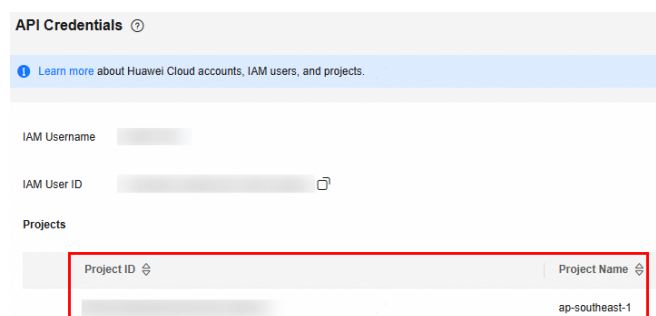 API Credentials
Learn more about Huawei Cloud accounts, IAM users, and projects.
IAM Username
IAM User ID
Projects
Project ID Project Name
ap-southeast-1